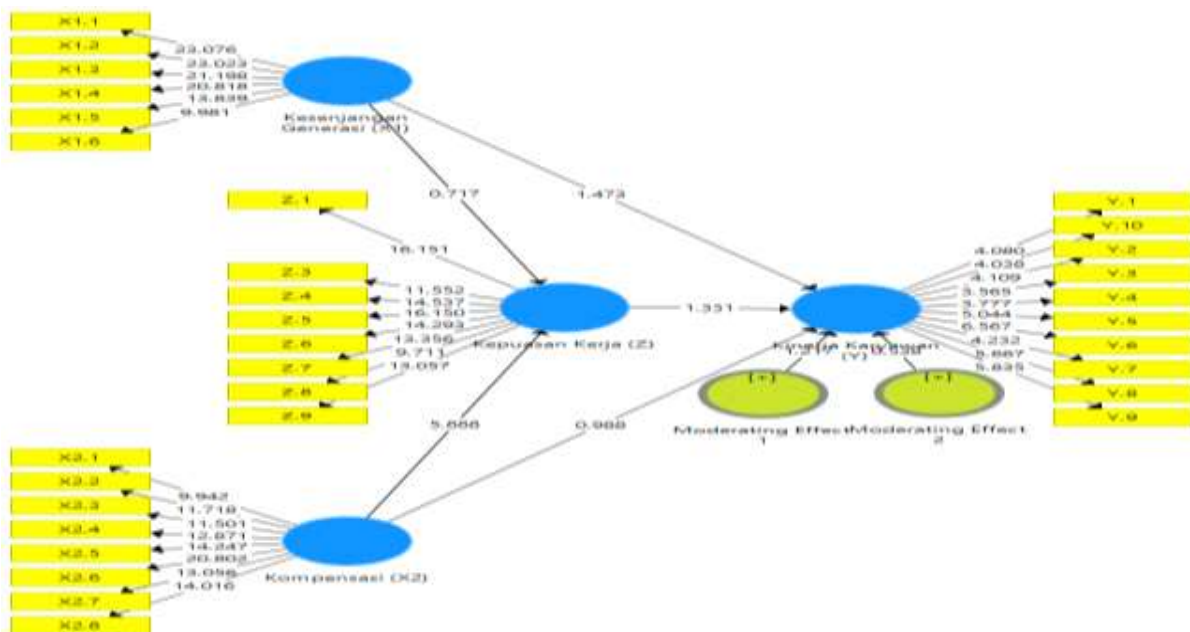 X1.1
X1.2
X1.3
X1.4
X1.5
X1.6
23.076
23.023
21.188
20.818
13.839
9.981
Kesenjangan
Generasi (X1)
0.717
1.473
Z.1
16.151
Z.3
Z.4
Z.5
Z.6
Z.7
Z.8
Z.9
11.552
14.537
16.150
14.293
13.356
9.711
13.057
Kepuasan Kerja (Z)
1.331
Y.1
Y.10
Y.2
Y.3
Y.4
Y.5
Y.6
Y.7
Y.8
Y.9
4.080
4.038
4.109
3.565
3.777
5.044
6.567
4.232
5.835
Kinerja Karyawan
(Y)
[+]
[+]
Moderating Effect
1
Moderating Effect
2
0.988
X2.1
X2.2
X2.3
X2.4
X2.5
X2.6
X2.7
X2.8
9.942
11.718
11.501
12.871
14.247
20.802
13.056
14.016
Kompensasi (X2)